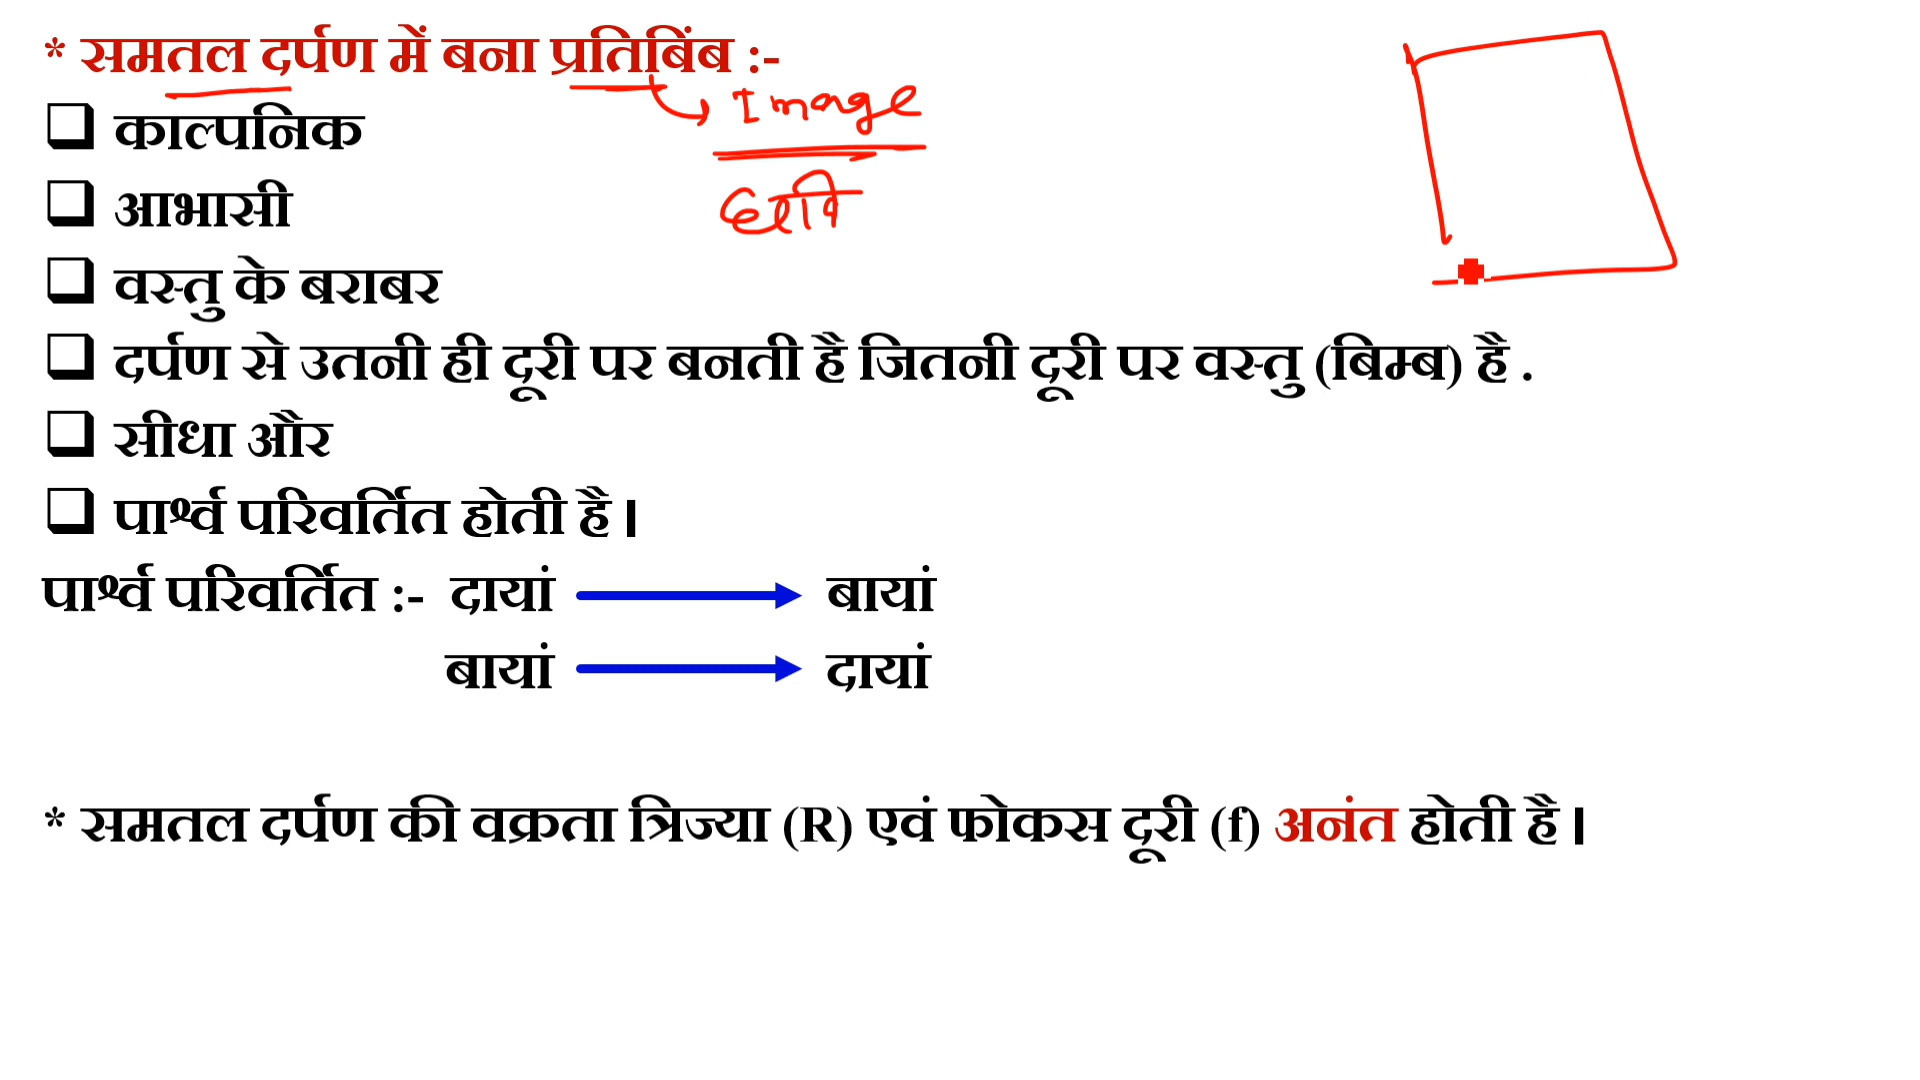 * समतल दर्पण में बना प्रतिबिंब :-
Image
❑ काल्पनिक
❑ आभासी
छवि
❑ वस्तु के बराबर
❑ दर्पण से उतनी ही दूरी पर बनती है जितनी दूरी पर वस्तु (बिम्ब) है .
❑ सीधा और
❑ पार्श्व परिवर्तित होती है।
पार्श्व परिवर्तित :- दायां → बायां
बायां → दायां
* समतल दर्पण की वक्रता त्रिज्या (R) एवं फोकस दूरी (f) अनंत होती है।